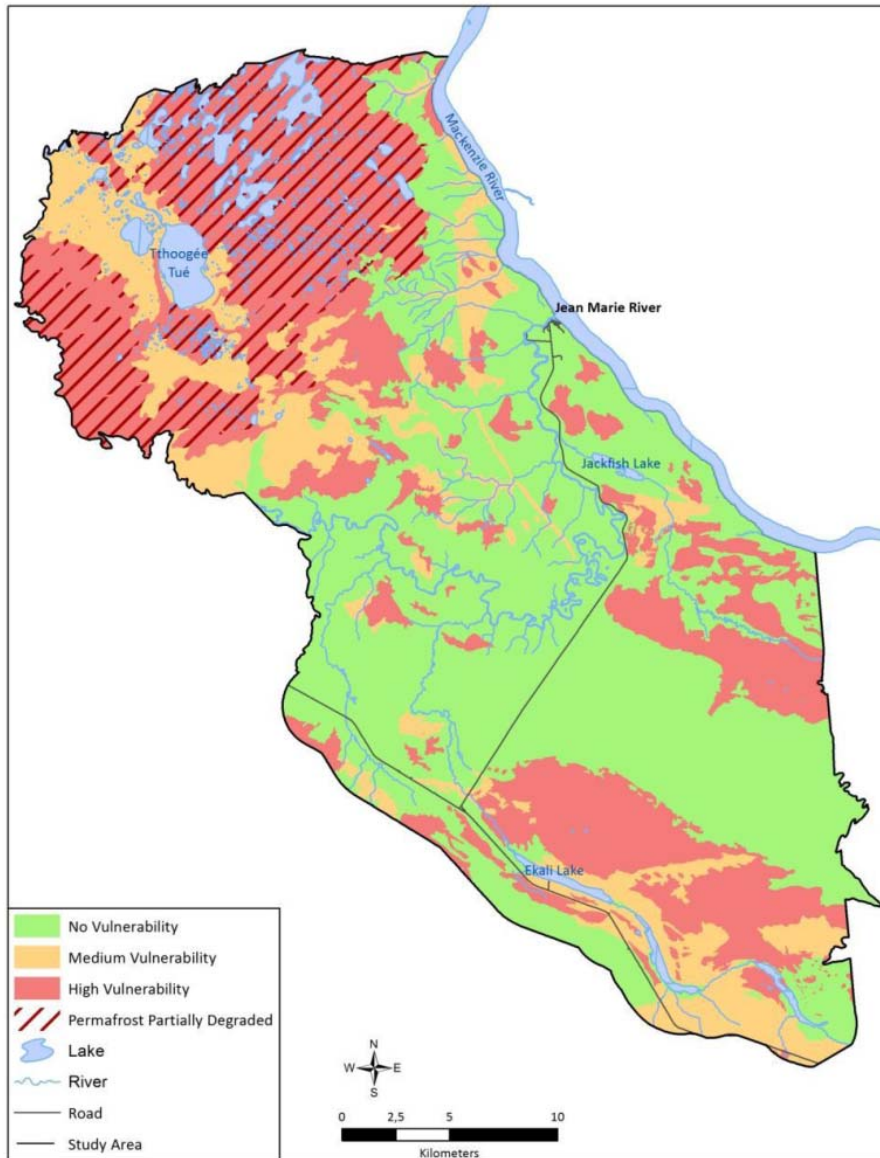 Mackenzie River
Tthoogée
Tué
Jean Marie River
Jackfish Lake
Ekali Lake
No Vulnerability
Medium Vulnerability
High Vulnerability
Permafrost Partially Degraded
Lake
River
Road
Study Area
N
W E
S
0 2,5 5 10
Kilometers